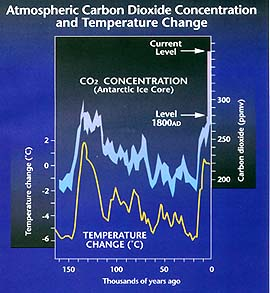 Atmospheric Carbon Dioxide Concentration
and Temperature Change
Current
Level
CO2 CONCENTRATION
(Antarctic Ice Core)
Level
1800AD
300
250
200
Carbon dioxide (ppmv)
2
0
-2
-4
-6
Temperature change (°C)
TEMPERATURE
CHANGE (°C)
150
100
50
0
Thousands of years ago